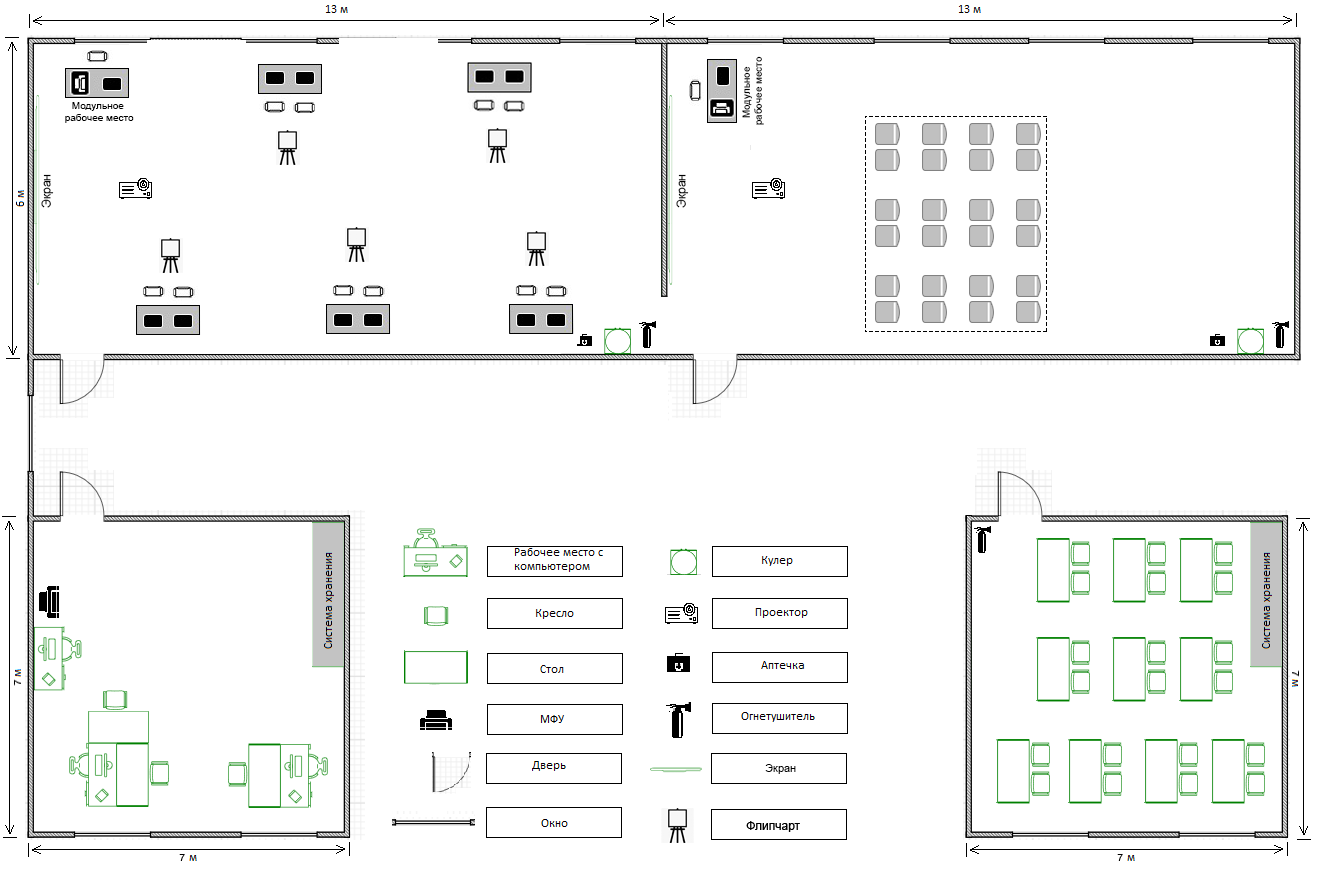 13 м
13 м
Модульное
рабочее место
Модульное
рабочее место
6 м
Экран
Экран
Рабочее место с
компьютером
Кулер
Кресло
Проектор
Стол
Аптечка
МФУ
Огнетушитель
Дверь
Экран
Окно
Флипчарт
Система хранения
Система хранения
7 м
7 м
7 м
7 м